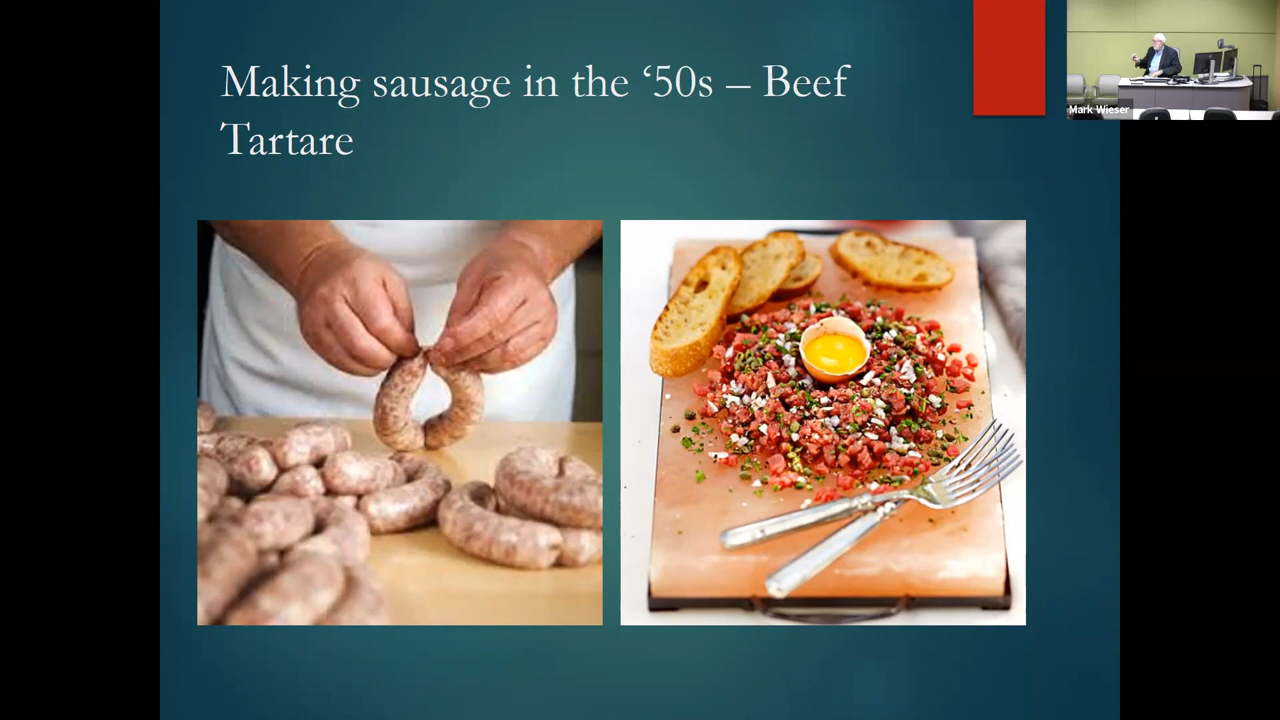 Making sausage in the ‘50s – Beef
Tartare
Mark Wieser